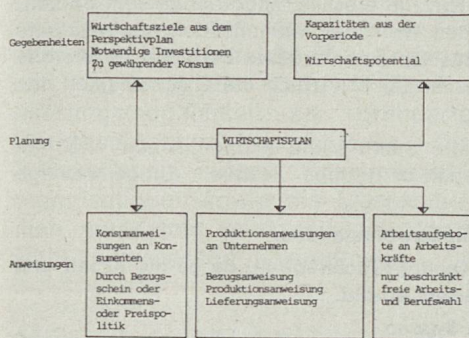 Gegebenheiten
Wirtschaftsziele aus dem
Perspektivplan
Notwendige Investitionen
Zu gewährender Konsum
Kapazitäten aus der
Vorperiode
Wirtschaftspotential
Planung
WIRTSCHAFTSPLAN
Anweisungen
Konsumanwei-
sungen an Kon-
sumenten
Durch Bezugs-
schein oder
Einkommens-
oder Preispo-
litik
Produktionsanweisungen
an Unternehmen
Bezugsanweisung
Produktionsanweisung
Lieferungsanweisung
Arbeitsaufgebo-
te an Arbeits-
kräfte
nur beschränkt
freie Arbeits-
und Berufswahl